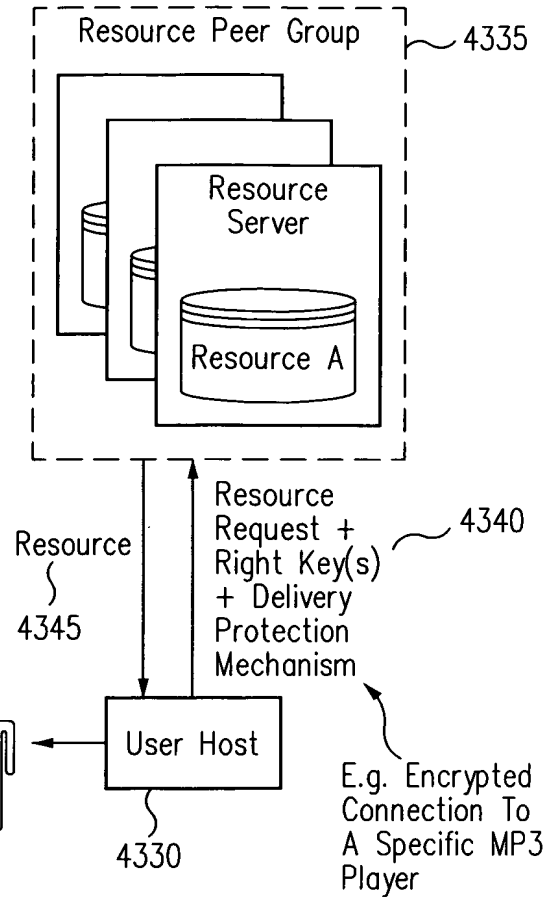 Resource Peer Group
4335
Resource
Server
Resource A
Resource
Request +
Right Key(s)
+ Delivery
Protection
Mechanism
4340
Resource
4345
User Host
4330
E.g. Encrypted
Connection To
A Specific MP3
Player